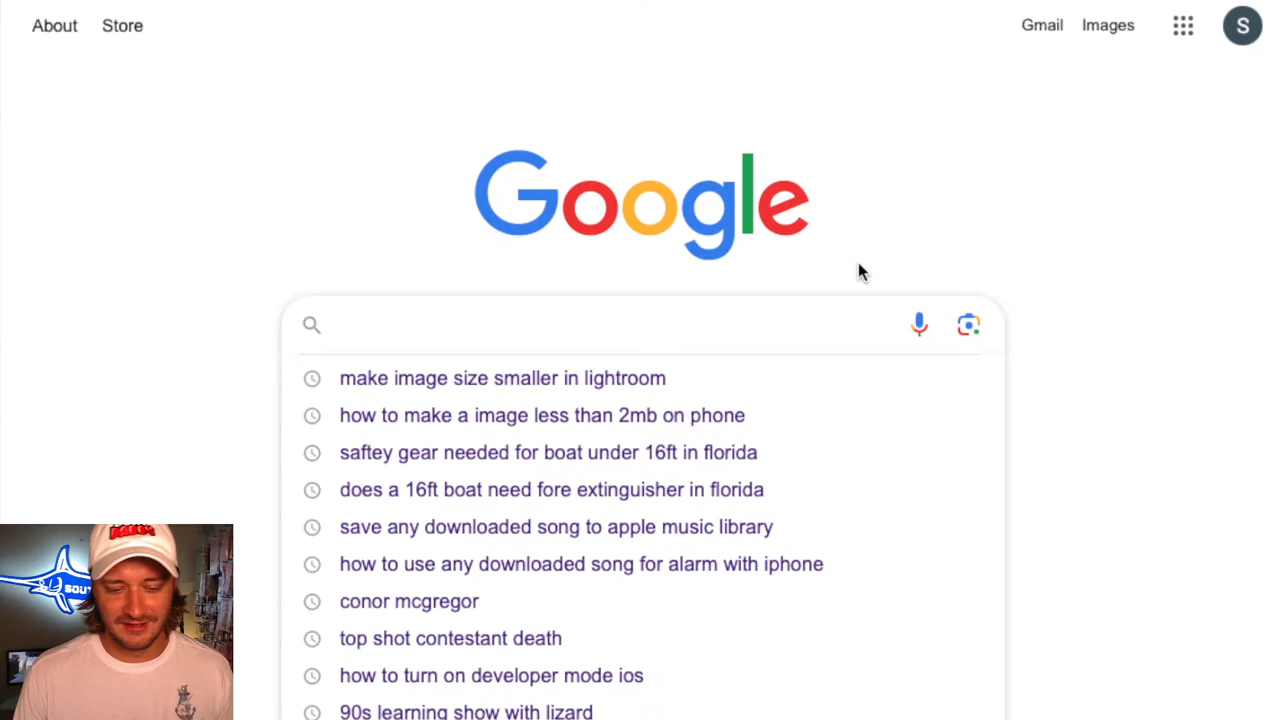 About Store
Gmail Images
S
Google
make image size smaller in lightroom
how to make a image less than 2mb on phone
saftey gear needed for boat under 16ft in florida
does a 16ft boat need fore extinguisher in florida
save any downloaded song to apple music library
how to use any downloaded song for alarm with iphone
conor mcgregor
top shot contestant death
how to turn on developer mode ios
90s learning show with lizard
SOUT